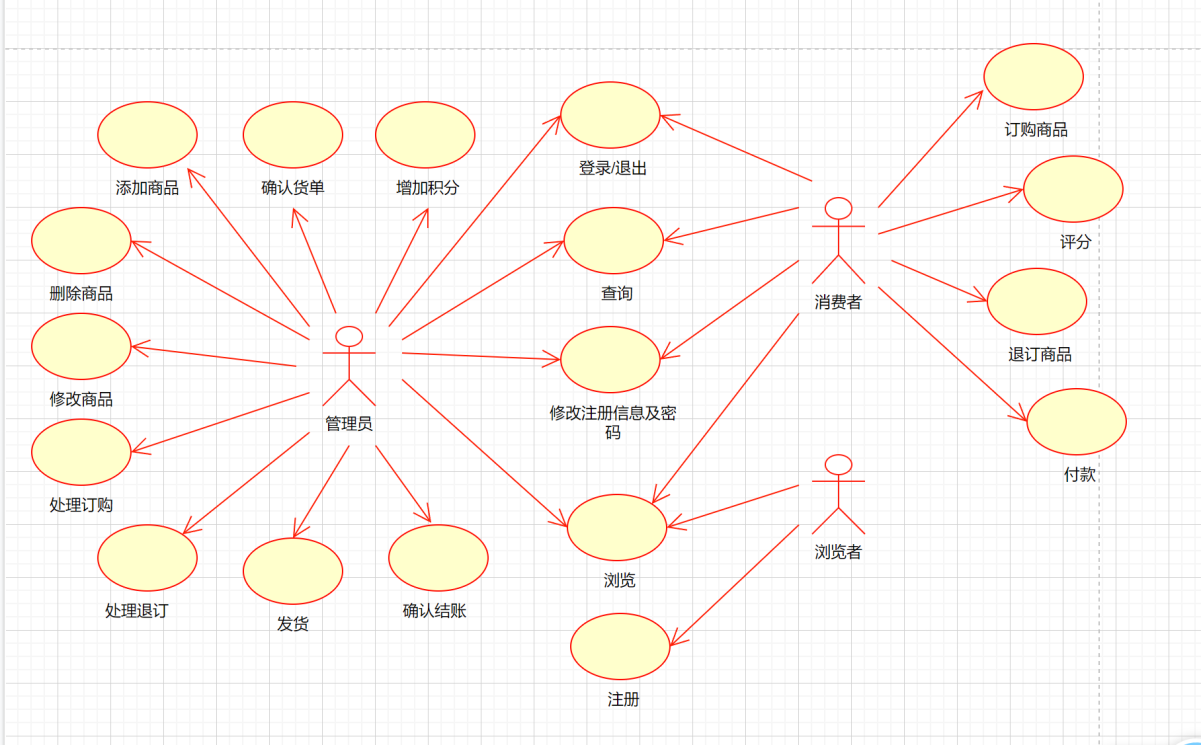 订购商品
登录/退出
添加商品
确认货单
增加积分
评分
删除商品
查询
消费者
退订商品
修改商品
修改注册信息及密
码
管理员
付款
处理订购
浏览者
浏览
处理退订
确认结账
发货
注册